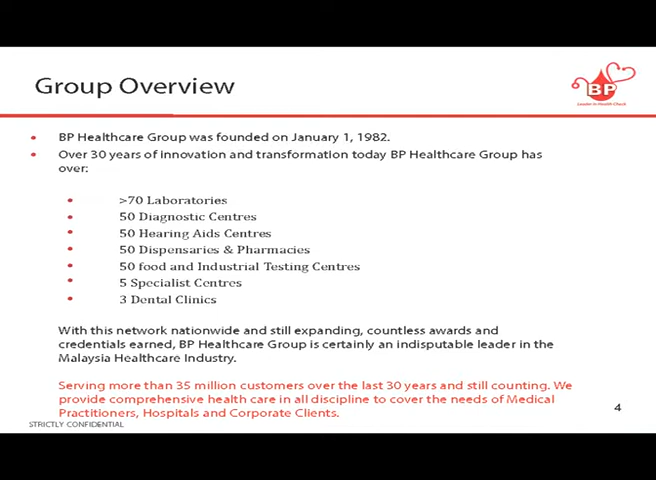 Group Overview
BP
Leader in Health Check
• BP Healthcare Group was founded on January 1, 1982.
• Over 30 years of innovation and transformation today BP Healthcare Group has
over:
• >70 Laboratories
• 50 Diagnostic Centres
• 50 Hearing Aids Centres
• 50 Dispensaries & Pharmacies
• 50 food and Industrial Testing Centres
• 5 Specialist Centres
• 3 Dental Clinics
With this network nationwide and still expanding, countless awards and
credentials earned, BP Healthcare Group is certainly an indisputable leader in the
Malaysia Healthcare Industry.
Serving more than 35 million customers over the last 30 years and still counting. We
provide comprehensive health care in all discipline to cover the needs of Medical
Practitioners, Hospitals and Corporate Clients.
4
STRICTLY CONFIDENTIAL